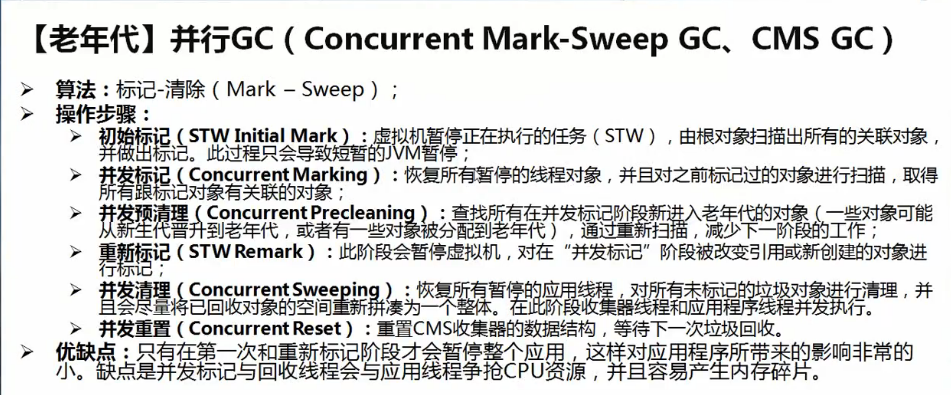 【老年代】并行GC（Concurrent Mark-Sweep GC、CMS GC）
➢ 算法：标记-清除（Mark – Sweep）；
➢ 操作步骤：
➢ 初始标记（STW Initial Mark）：虚拟机暂停正在执行的任务（STW），由根对象扫描出所有的关联对象，
并做出标记。此过程只会导致短暂的JVM暂停；
➢ 并发标记（Concurrent Marking）：恢复所有暂停的线程对象，并且对之前标记过的对象进行扫描，取得
所有跟标记对象有关联的对象；
➢ 并发预清理（Concurrent Precleaning）：查找所有在并发标记阶段新进入老年代的对象（一些对象可能
从新生代晋升到老年代，或者有一些对象被分配到老年代），通过重新扫描，减少下一阶段的工作；
➢ 重新标记（STW Remark）：此阶段会暂停虚拟机，对在“并发标记”阶段被改变引用或新创建的对象进
行标记；
➢ 并发清理（Concurrent Sweeping）：恢复所有暂停的应用线程，对所有未标记的垃圾对象进行清理，并
且会尽量将已回收对象的空间重新拼凑为一个整体。在此阶段收集器线程和应用程序线程并发执行。
➢ 并发重置（Concurrent Reset）：重置CMS收集器的数据结构，等待下一次垃圾回收。
➢ 优缺点：只有在第一次和重新标记阶段才会暂停整个应用，这样对应用程序所带来的影响非常的
小。缺点是并发标记与回收线程会与应用线程争抢CPU资源，并且容易产生内存碎片。